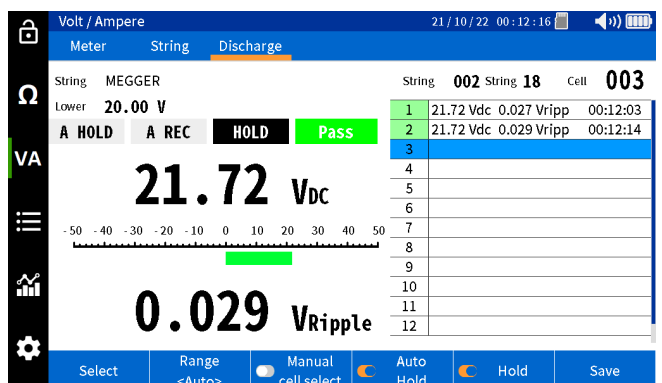 Volt / Ampere 21 / 10 / 22 00 : 12 : 16
Meter String Discharge
String MEGGER
String 002 String 18 Cell 003
Lower 20.00 V
A HOLD A REC HOLD Pass
21.72 VDC
-50 -40 -30 -20 -10 0 10 20 30 40 50
0.029 VRipple
1 21.72 Vdc 0.027 Vripp 00:12:03
2 21.72 Vdc 0.029 Vripp 00:12:14
3
4
5
6
7
8
9
10
11
12
Ω
VA
Select
Range
<Auto>
Manual
cell select
Auto
Hold
Hold
Save